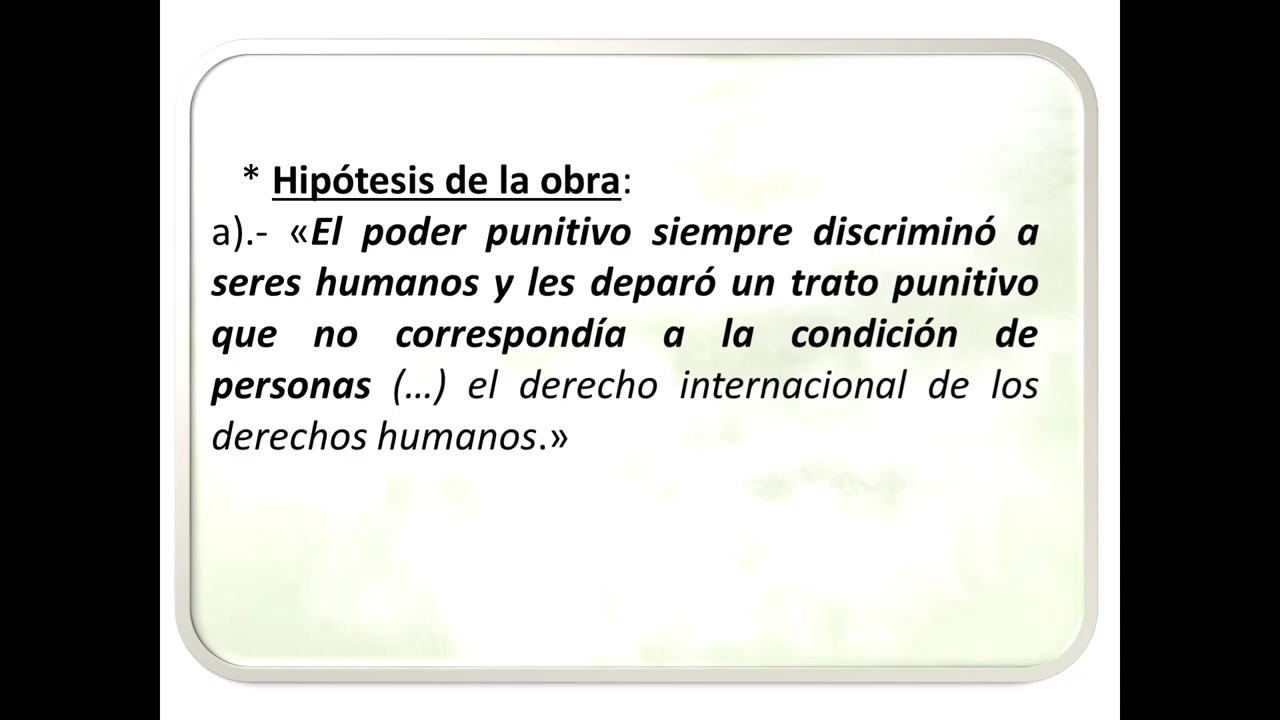 * Hipótesis de la obra:
a).- «El poder punitivo siempre discriminó a
seres humanos y les deparó un trato punitivo
que no correspondía a la condición de
personas (...) el derecho internacional de los
derechos humanos.»